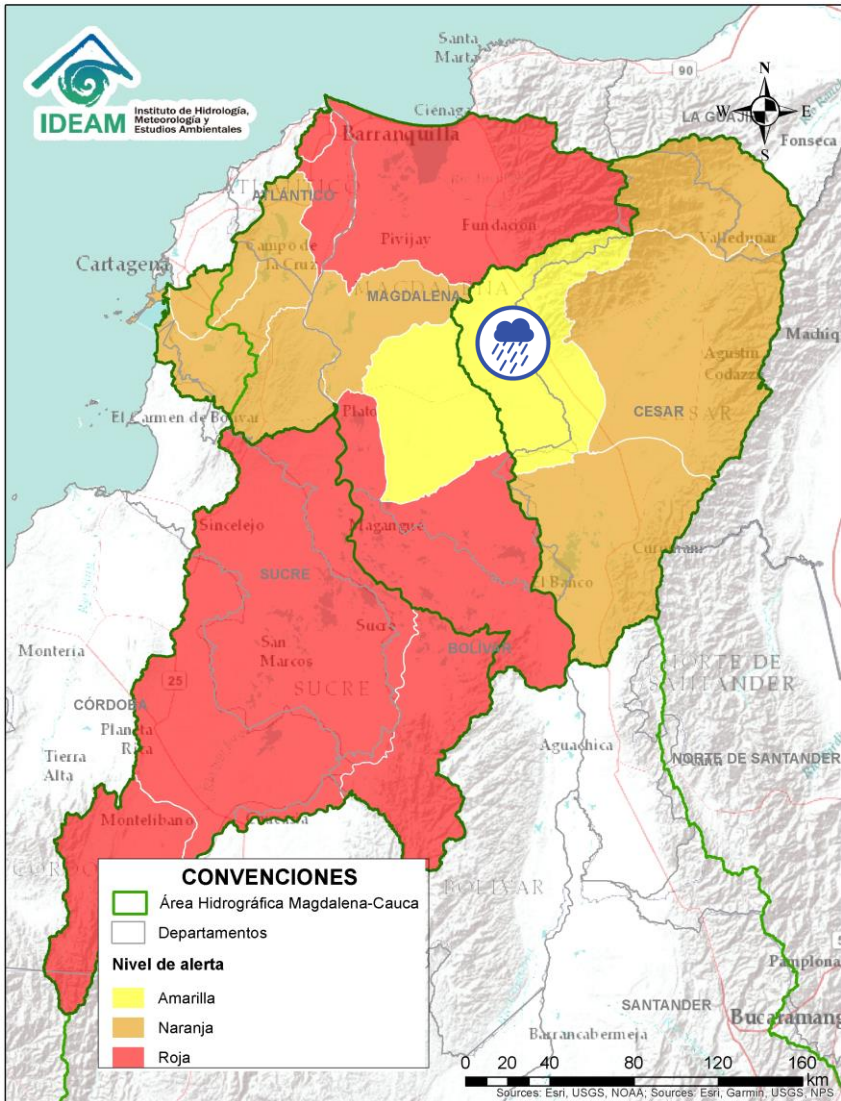 IDEAM
Instituto de Hidrología,
Meteorología y
Estudios Ambientales
Santa
Marta
90
N
W
E
S
LA GUAJI
Ciénaga
Fonseca
Barranquilla
ATLÁNTICO
Fundación
Pivijay
Valledupar
Campo de
la Cruz
Cartagena
MAGDALENA
Machiq
Agustín
Codazzi
Plato
CESAR
El Carmen de Bolívar
Sincelejo
Magangué
SUCRE
El Banco
Sucre
San
Marcos
BOLÍVAR
Montería
SUCRE
25
NORTE DE
SANTANDER
CÓRDOBA
Planeta
Rica
Aguachica
Tierra
Alta
NORTE DE SANTANDER
Montelíbano
BOLÍVAR
CONVENCIONES
Área Hidrográfica Magdalena-Cauca
Departamentos
Nivel de alerta
Amarilla
Naranja
Roja
Pamplona
SANTANDER
Bucaramang
Barrancabermeja
0 20 40 80 120 160
km
Sources: Esri, USGS, NOAA; Sources: Esri, Garmin, USGS, NPS